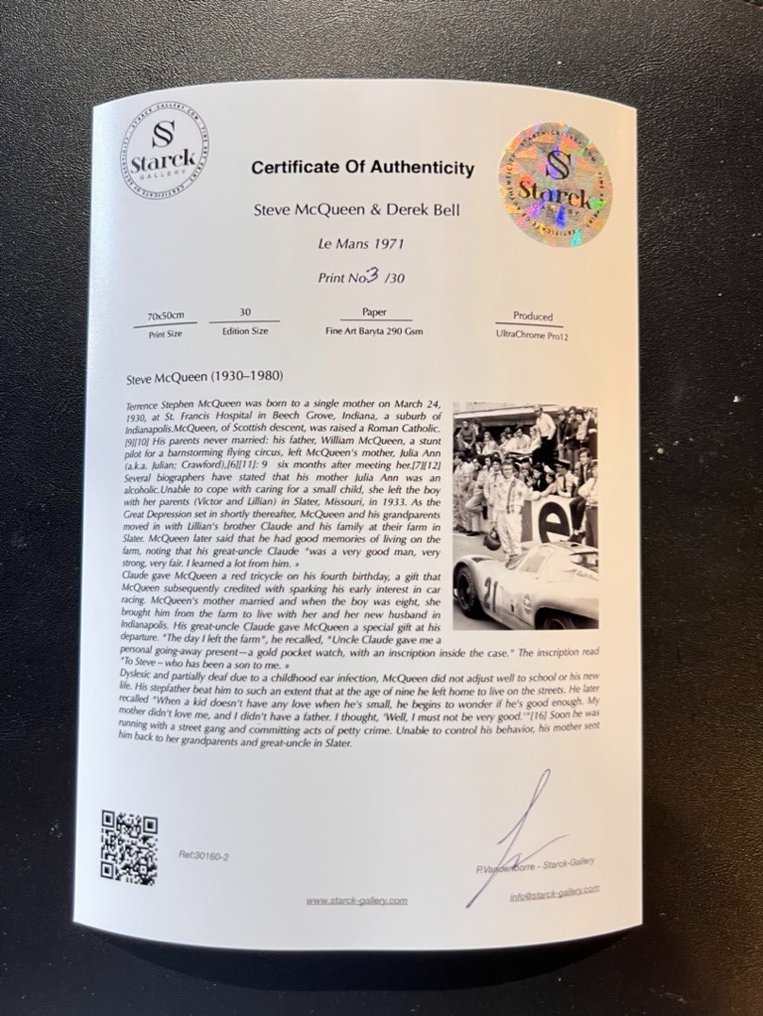 Starck
GALLERY
Starck
Certificate Of Authenticity
Steve McQueen & Derek Bell
Le Mans 1971
Print No.3 /30
70x50cm
Print Size
30
Edition Size
Paper
Fine Art Baryta 290 Gsm
Produced
UltraChrome Pro12
Steve McQueen (1930–1980)
Terrence Stephen McQueen was born to a single mother on March 24,
1930, at St. Francis Hospital in Beech Grove, Indiana, a suburb of
Indianapolis.McQueen, of Scottish descent, was raised a Roman Catholic.
[9][10] His parents never married: his father, William McQueen, a stunt
pilot for a barnstorming flying circus, left McQueen's mother, Julia Ann
(a.k.a. Julian; Crawford),[6][11]: 9 six months after meeting her.[7][12]
Several biographers have stated that his mother Julia Ann was an
alcoholic.Unable to cope with caring for a small child, she left the boy
with her parents (Victor and Lillian) in Slater, Missouri, in 1933. As the
Great Depression set in shortly thereafter, McQueen and his grandparents
moved in with Lillian's brother Claude and his family at their farm in
Slater. McQueen later said that he had good memories of living on the
farm, noting that his great-uncle Claude "was a very good man, very
strong, very fair. I learned a lot from him. »
Claude gave McQueen a red tricycle on his fourth birthday, a gift that
McQueen subsequently credited with sparking his early interest in car
racing. McQueen's mother married and when the boy was eight, she
brought him from the farm to live with her and her new husband in
Indianapolis. His great-uncle Claude gave McQueen a special gift at his
departure. "The day I left the farm", he recalled, "Uncle Claude gave me a
personal going-away present—a gold pocket watch, with an inscription inside the case." The inscription read
"To Steve – who has been a son to me. »
Dyslexic and partially deaf due to a childhood ear infection, McQueen did not adjust well to school or his new
life. His stepfather beat him to such an extent that at the age of nine he left home to live on the streets. He later
recalled "When a kid doesn't have any love when he's small, he begins to wonder if he's good enough. My
mother didn't love me, and I didn't have a father. I thought, 'Well, I must not be very good.'"[16] Soon he was
running with a street gang and committing acts of petty crime. Unable to control his behavior, his mother sent
him back to her grandparents and great-uncle in Slater.
21
Ref:30160-2
P.Vandenborre - Starck-Gallery
www.starck-gallery.com
info@starck-gallery.com